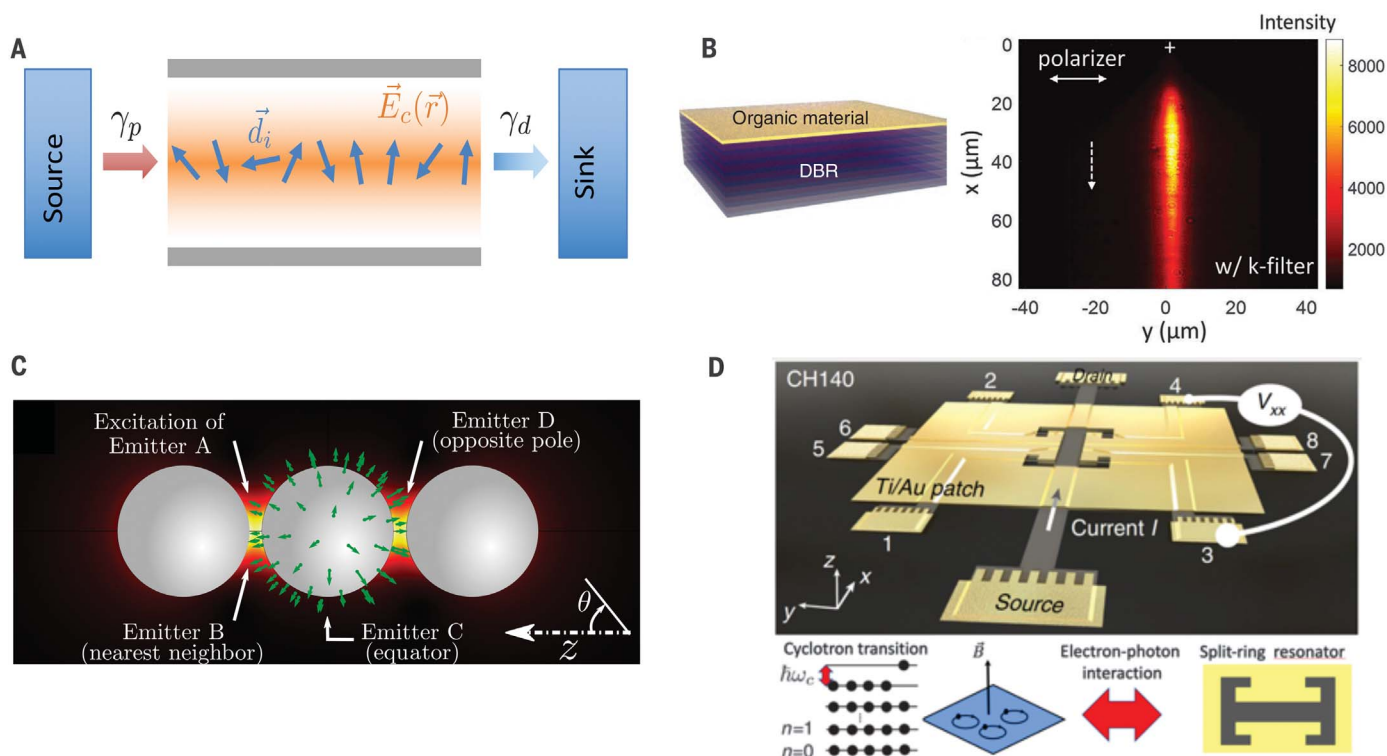 A
Source
γp
d⃗i
E⃗c(r⃗)
γd
Sink
B
Organic material
DBR
Intensity
polarizer
w/ k-filter
x (μm)
0
20
40
60
80
-40
-20
0
20
40
y (μm)
8000
6000
4000
2000
C
Excitation of
Emitter A
Emitter D
(opposite pole)
Emitter B
(nearest neighbor)
Emitter C
(equator)
z
θ
D
CH140
2
Drain
4
Vxx
6
5
8
7
Ti/Au patch
Current I
1
3
z
x
y
Source
Cyclotron transition
ħωc
n=1
n=0
B⃗
Electron-photon
interaction
Split-ring resonator